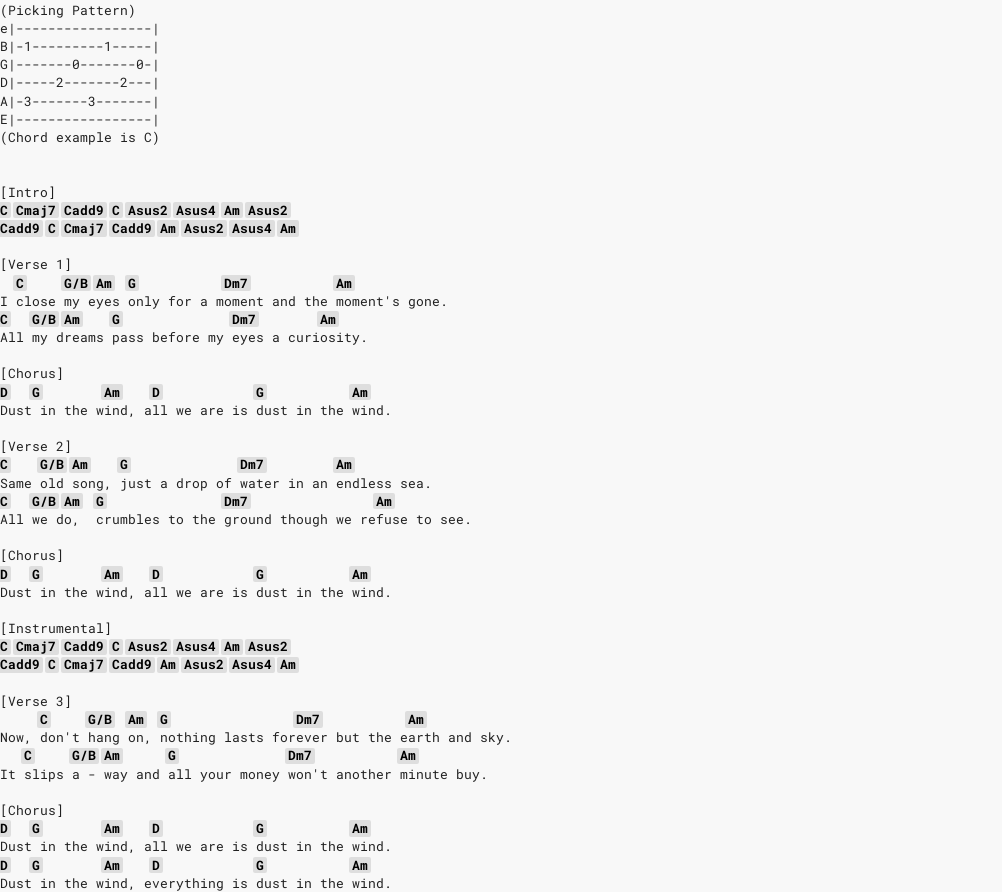 (Picking Pattern)
e|-----------------|
B|-1---------1-----|
G|-------0-------0-|
D|-----2-------2---|
A|-3-------3-------|
E|-----------------|
(Chord example is C)
[Intro]
C Cmaj7 Cadd9 C Asus2 Asus4 Am Asus2
Cadd9 C Cmaj7 Cadd9 Am Asus2 Asus4 Am
[Verse 1]
  C     G/B Am  G           Dm7           Am
I close my eyes only for a moment and the moment's gone.
C   G/B Am    G              Dm7        Am
All my dreams pass before my eyes a curiosity.
[Chorus]
D   G        Am    D            G           Am
Dust in the wind, all we are is dust in the wind.
[Verse 2]
C    G/B Am    G              Dm7         Am
Same old song, just a drop of water in an endless sea.
C   G/B Am  G               Dm7                Am
All we do,  crumbles to the ground though we refuse to see.
[Chorus]
D   G        Am    D            G           Am
Dust in the wind, all we are is dust in the wind.
[Instrumental]
C Cmaj7 Cadd9 C Asus2 Asus4 Am Asus2
Cadd9 C Cmaj7 Cadd9 Am Asus2 Asus4 Am
[Verse 3]
     C     G/B  Am  G                Dm7           Am
Now, don't hang on, nothing lasts forever but the earth and sky.
   C     G/B Am      G              Dm7           Am
It slips a - way and all your money won't another minute buy.
[Chorus]
D   G        Am    D            G           Am
Dust in the wind, all we are is dust in the wind.
D   G        Am    D            G           Am
Dust in the wind, everything is dust in the wind.